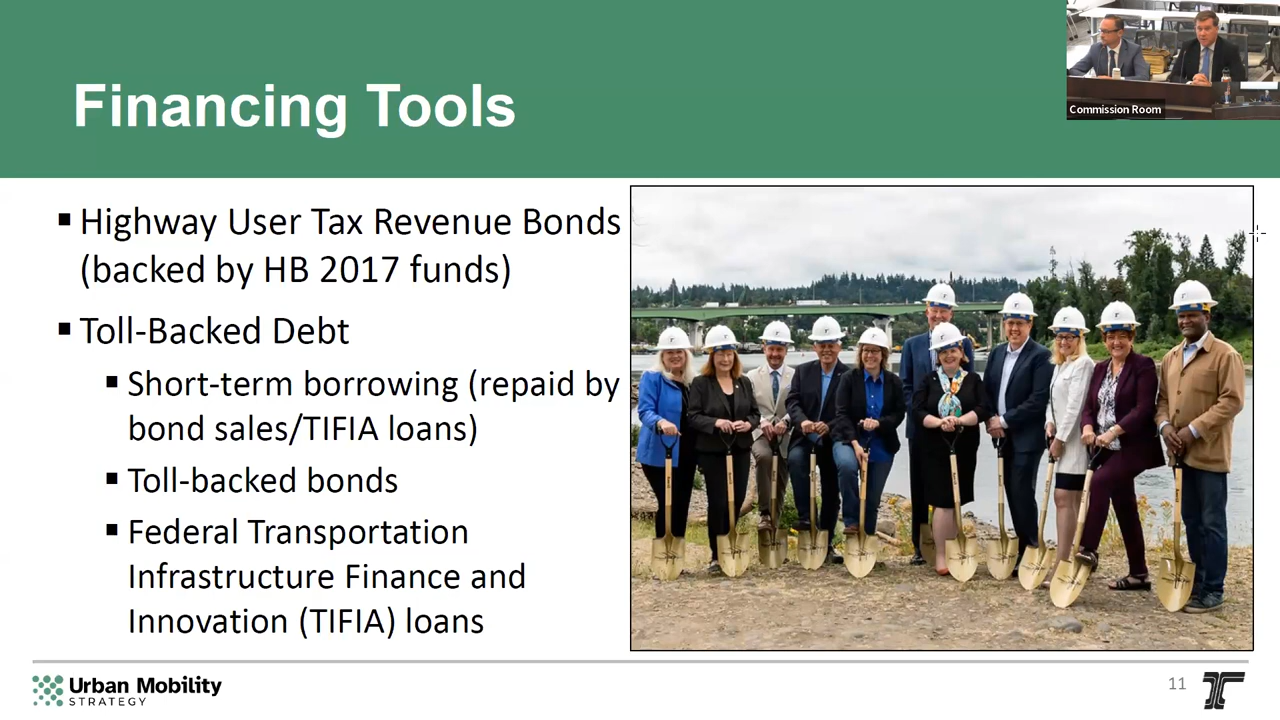 Financing Tools
Commission Room
▪ Highway User Tax Revenue Bonds
(backed by HB 2017 funds)
▪ Toll-Backed Debt
▪ Short-term borrowing (repaid by
bond sales/TIFIA loans)
▪ Toll-backed bonds
▪ Federal Transportation
Infrastructure Finance and
Innovation (TIFIA) loans
Urban Mobility
STRATEGY
11